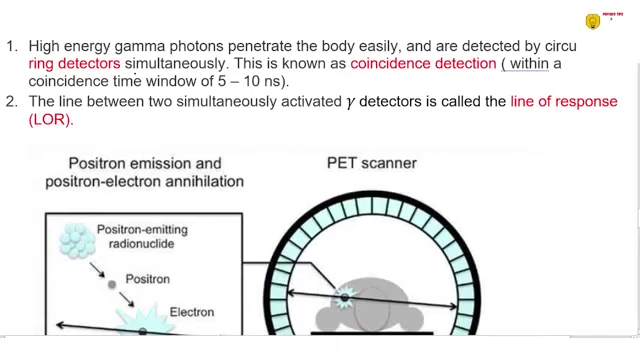 PHYSICS TIPS
1. High energy gamma photons penetrate the body easily, and are detected by circu
ring detectors simultaneously. This is known as coincidence detection ( within a
coincidence time window of 5 – 10 ns).
2. The line between two simultaneously activated γ detectors is called the line of response
(LOR).
Positron emission and
positron-electron annihilation
PET scanner
Positron-emitting
radionuclide
Positron
Electron